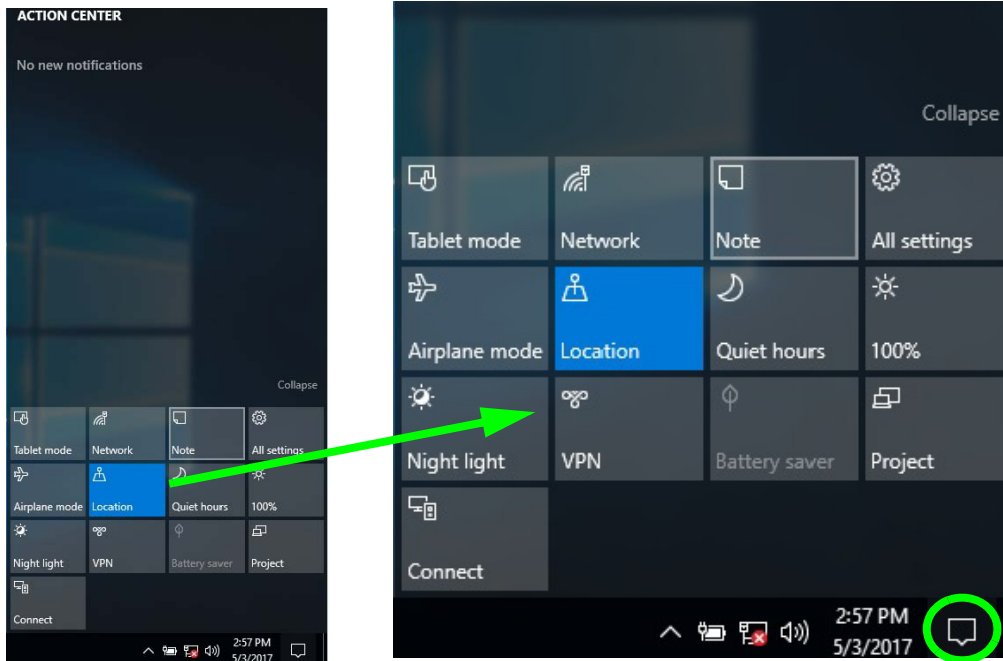 ACTION CENTER
No new notifications
Collapse
Tablet mode Network Note All settings
Airplane mode Location Quiet hours 100%
Night light VPN Battery saver Project
Connect
2:57 PM
5/3/2017
Collapse
Tablet mode Network Note All settings
Airplane mode Location Quiet hours 100%
Night light VPN Battery saver Project
Connect
2:57 PM
5/3/2017